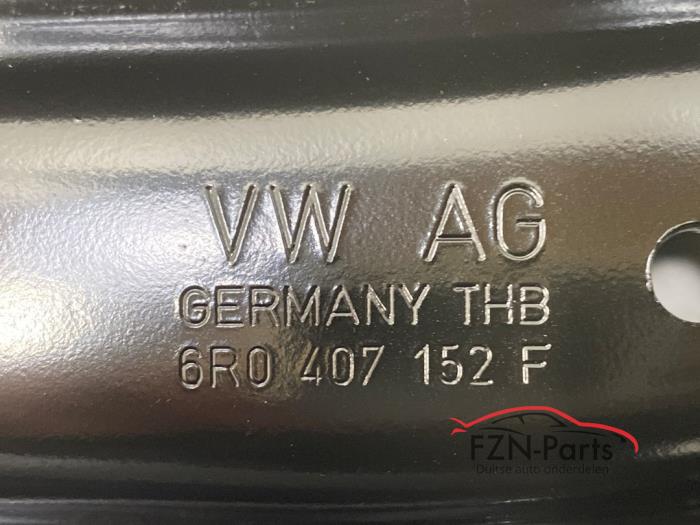 VW AG
GERMANY THB
6R0 407 152 F
FZN-Parts
Duitse auto onderdelen